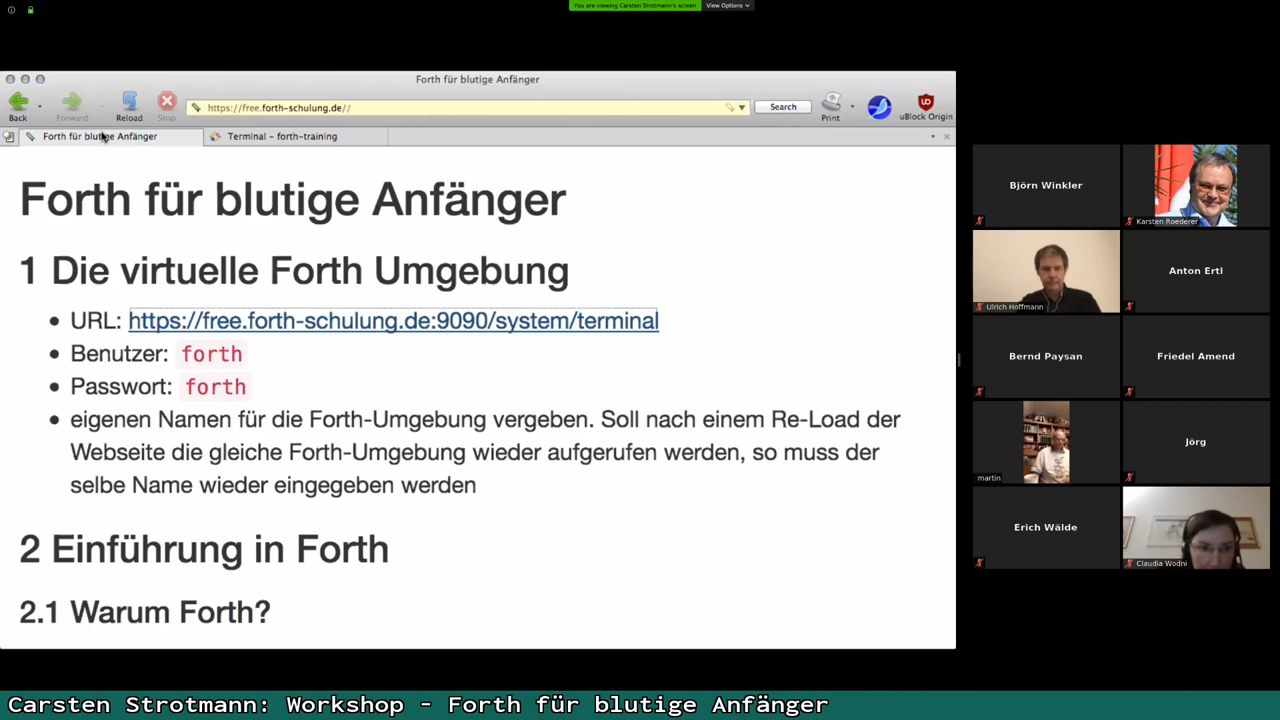 You are viewing Carsten Strotmann's screen
View Options
Forth für blutige Anfänger
Back
Forward
Reload
Stop
https://free.forth-schulung.de//
Search
Print
uBlock Origin
Forth für blutige Anfänger
Terminal – forth-training
Forth für blutige Anfänger
1 Die virtuelle Forth Umgebung
URL: https://free.forth-schulung.de:9090/system/terminal
Benutzer: forth
Passwort: forth
eigenen Namen für die Forth-Umgebung vergeben. Soll nach einem Re-Load der
Webseite die gleiche Forth-Umgebung wieder aufgerufen werden, so muss der
selbe Name wieder eingegeben werden
2 Einführung in Forth
2.1 Warum Forth?
Björn Winkler
Karsten Roederer
Ulrich Hoffmann
Anton Ertl
Bernd Paysan
Friedel Amend
martin
Jörg
Erich Wälde
Claudia Wodni
Carsten Strotmann: Workshop - Forth für blutige Anfänger